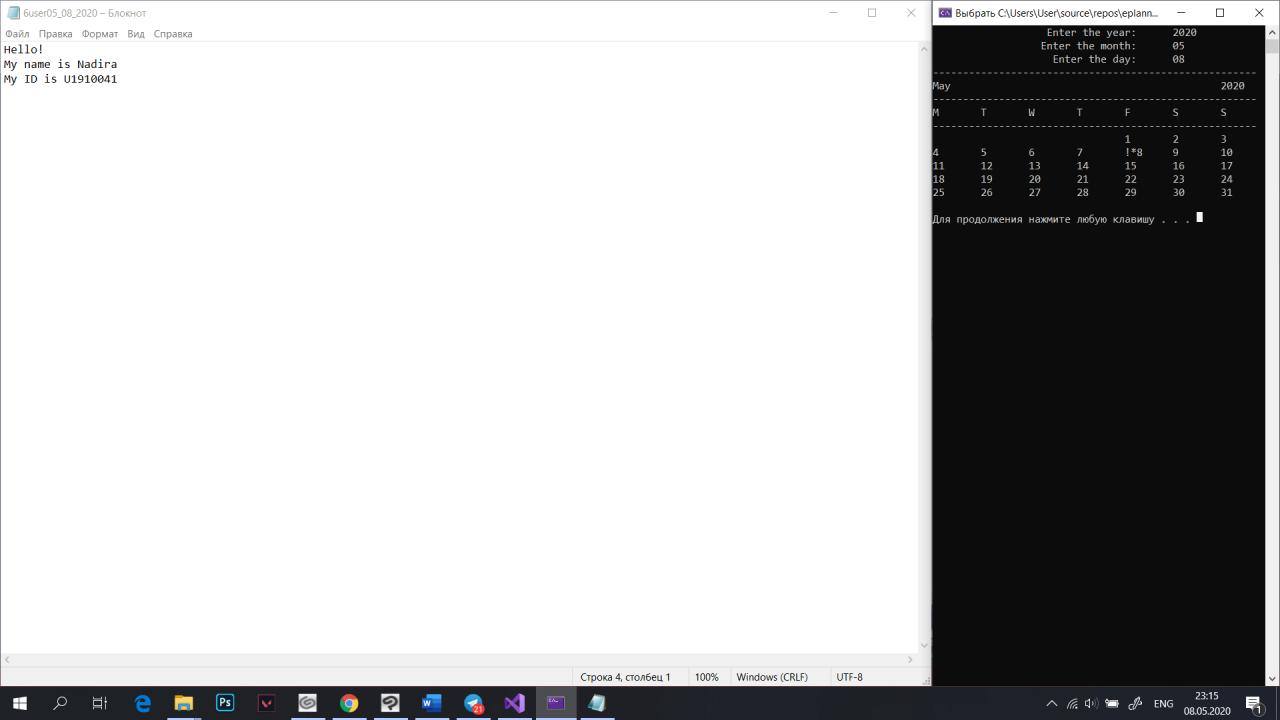 6user05_08_2020 – Блокнот
Файл Правка Формат Вид Справка
Hello!
My name is Nadira
My ID is U1910041
Строка 4, столбец 1 100% Windows (CRLF) UTF-8
Выбрать C:\Users\User\source\repos\eplann...
Enter the year: 2020
Enter the month: 05
Enter the day: 08
May 2020
M T W T F S S
1 2 3
4 5 6 7 !*8 9 10
11 12 13 14 15 16 17
18 19 20 21 22 23 24
25 26 27 28 29 30 31
Для продолжения нажмите любую клавишу . . .
Ps
21
ENG
23:15
08.05.2020
1